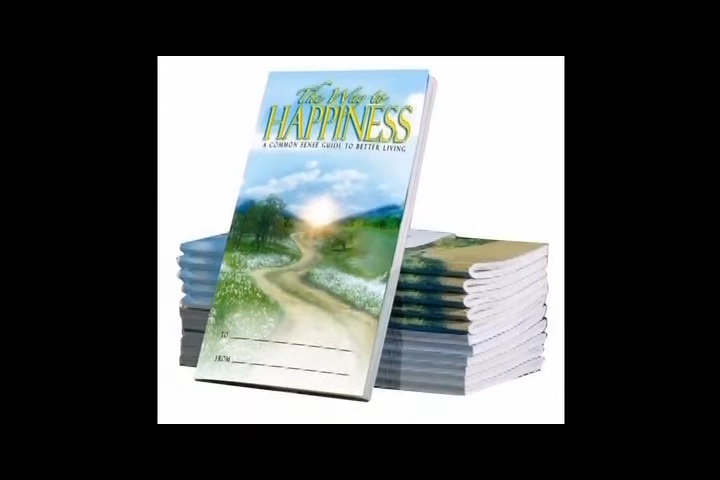 The Way to
HAPPINESS
A COMMON SENSE GUIDE TO BETTER LIVING
TO
FROM